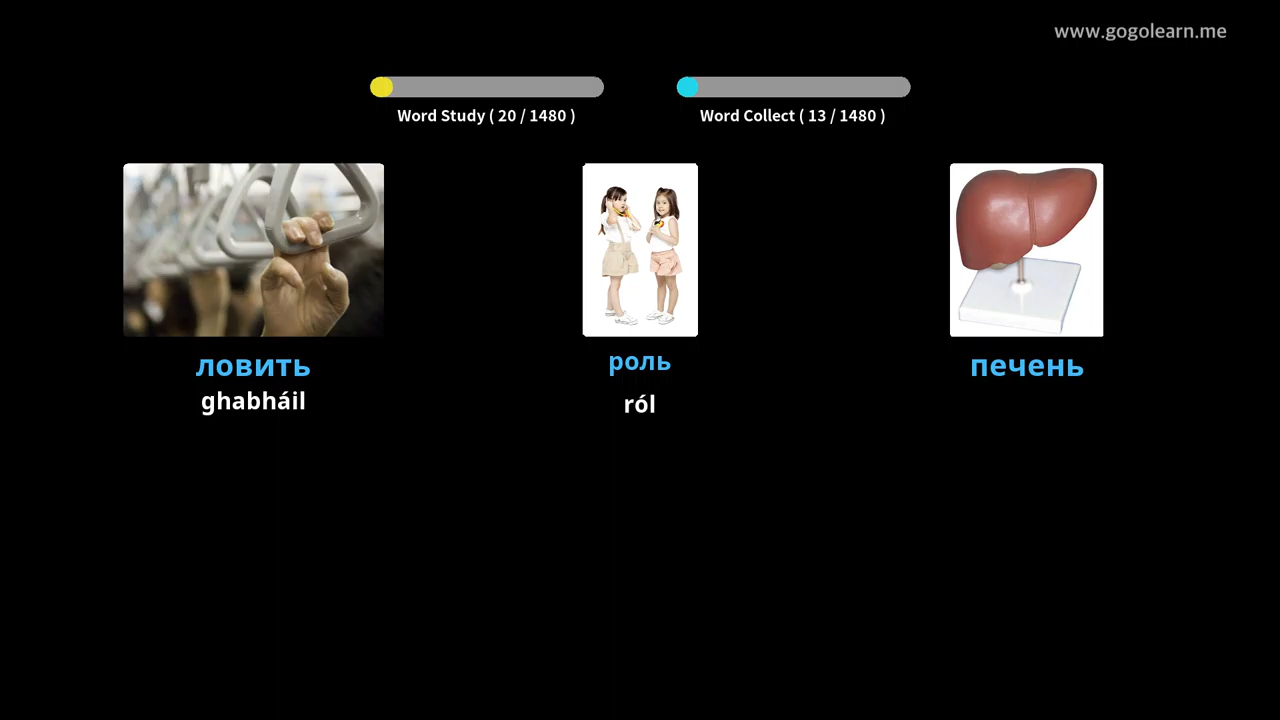 www.gogolearn.me
Word Study ( 20 / 1480 )
Word Collect ( 13 / 1480 )
ловить
ghabháil
роль
ról
печень